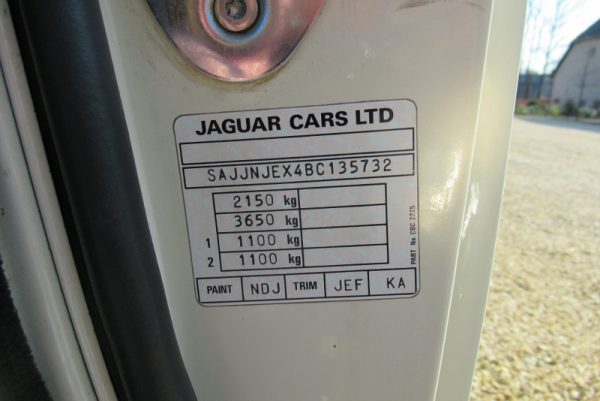 JAGUAR CARS LTD
SAJJNJEX4BC135732
2150 kg
3650 kg
1 1100 kg
2 1100 kg
PAINT NDJ TRIM JEF KA
PART No CBC 2725